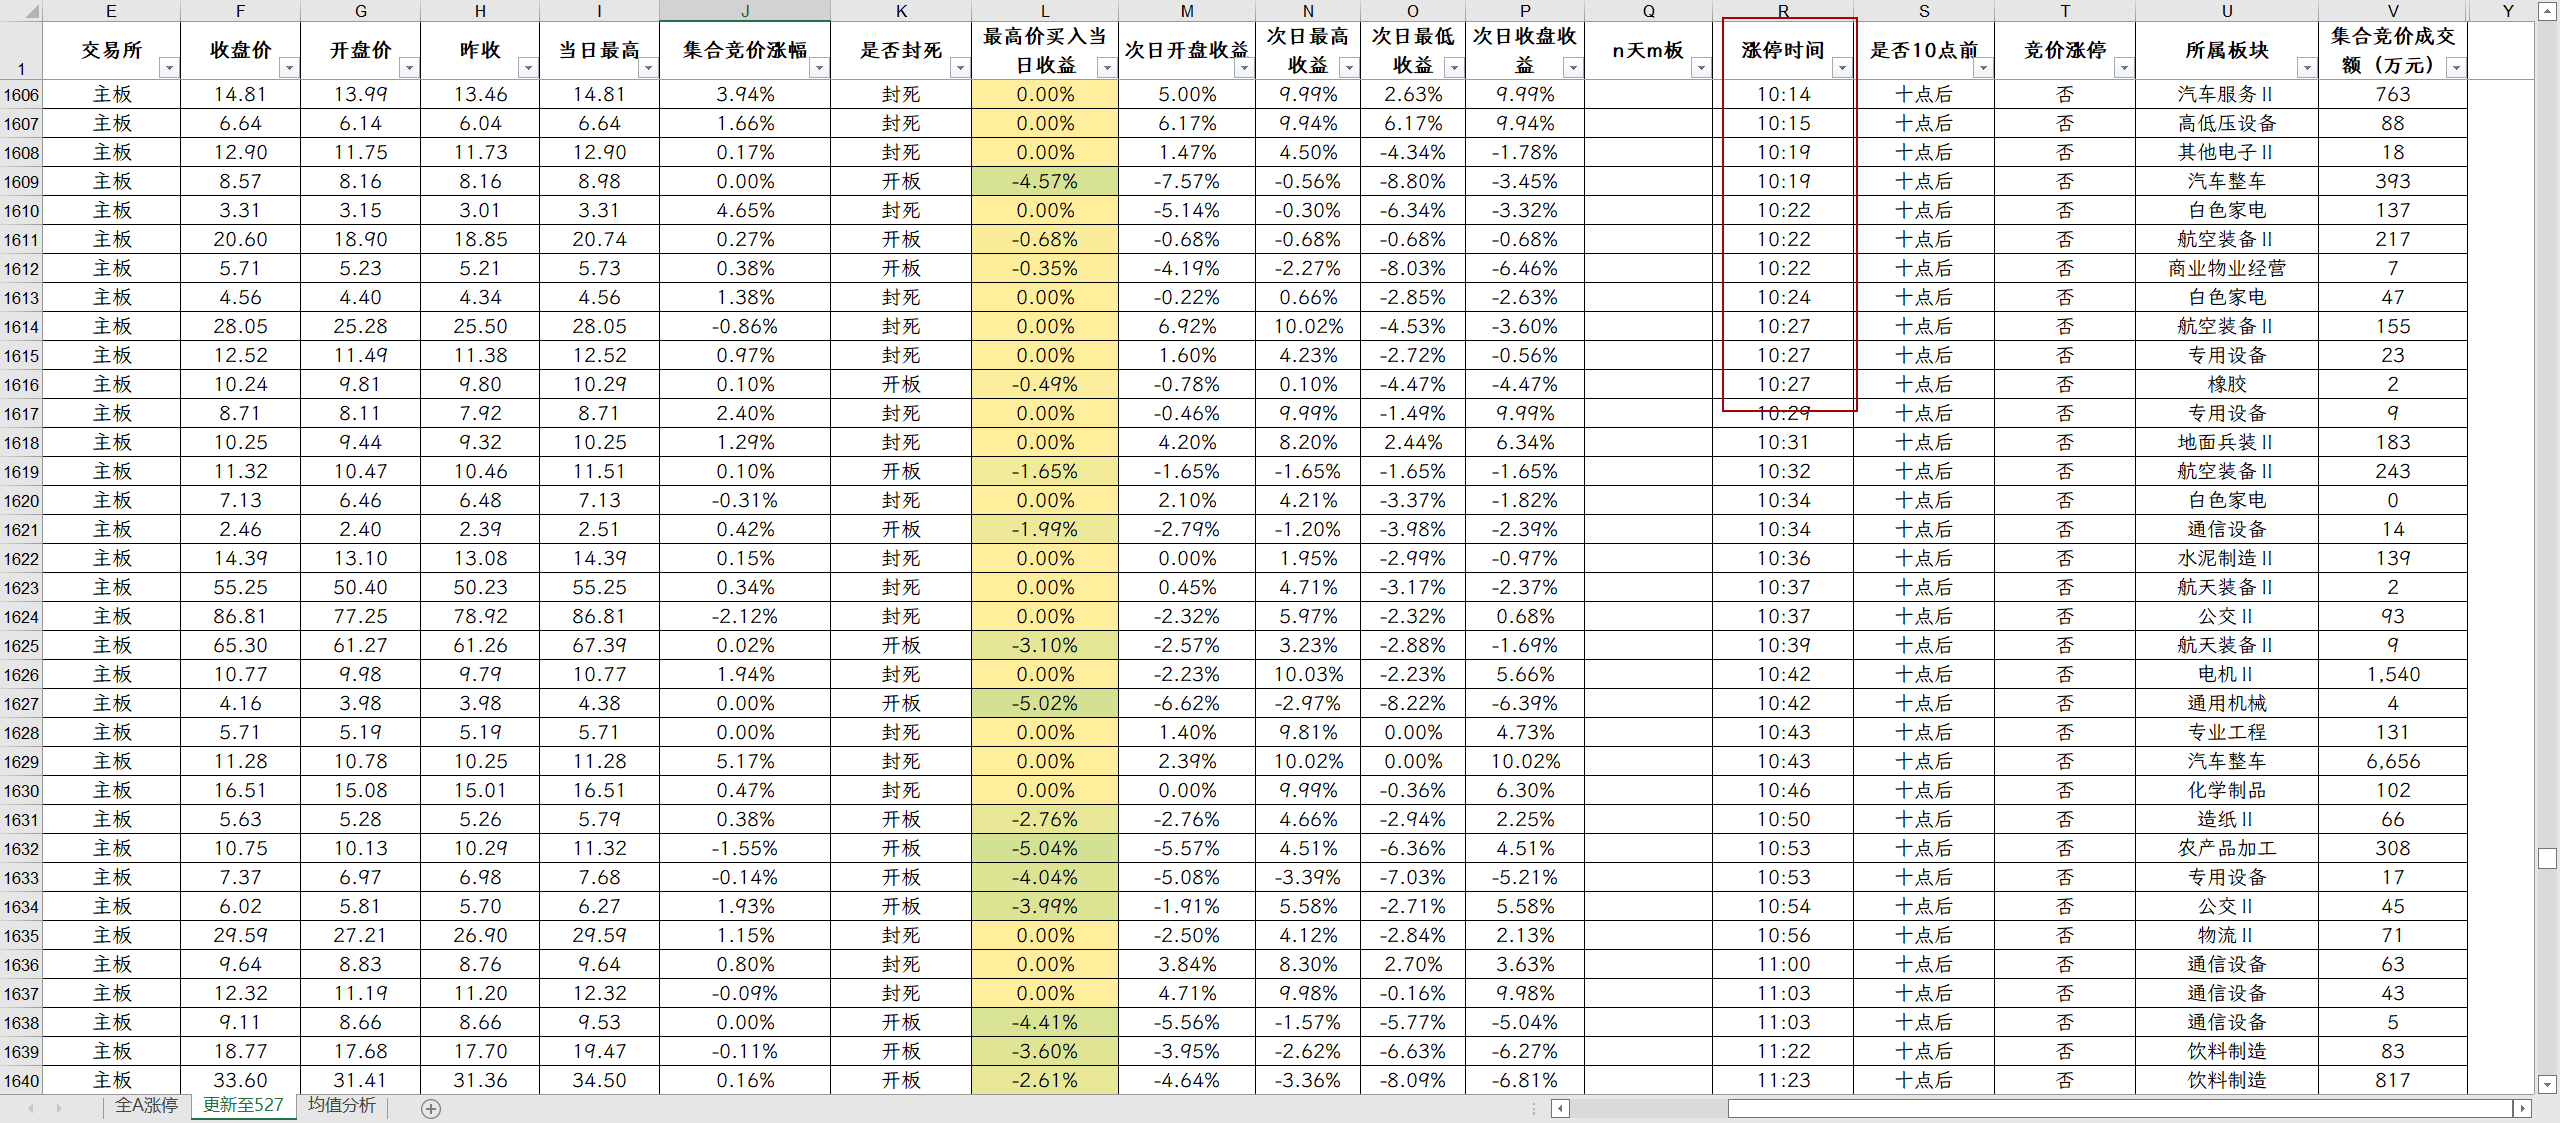 E F G H I J K L M N O P Q R S T U V Y
1 交易所 收盘价 开盘价 昨收 当日最高 集合竞价涨幅 是否封死 最高价买入当日收益 次日开盘收益 次日最高收益 次日最低收益 次日收盘收益 n天m板 涨停时间 是否10点前 竞价涨停 所属板块 集合竞价成交额（万元）
1606 主板 14.81 13.99 13.46 14.81 3.94% 封死 0.00% 5.00% 9.99% 2.63% 9.99% 10:14 十点后 否 汽车服务Ⅱ 763
1607 主板 6.64 6.14 6.04 6.64 1.66% 封死 0.00% 6.17% 9.94% 6.17% 9.94% 10:15 十点后 否 高低压设备 88
1608 主板 12.90 11.75 11.73 12.90 0.17% 封死 0.00% 1.47% 4.50% -4.34% -1.78% 10:19 十点后 否 其他电子Ⅱ 18
1609 主板 8.57 8.16 8.16 8.98 0.00% 开板 -4.57% -7.57% -0.56% -8.80% -3.45% 10:19 十点后 否 汽车整车 393
1610 主板 3.31 3.15 3.01 3.31 4.65% 封死 0.00% -5.14% -0.30% -6.34% -3.32% 10:22 十点后 否 白色家电 137
1611 主板 20.60 18.90 18.85 20.74 0.27% 开板 -0.68% -0.68% -0.68% -0.68% -0.68% 10:22 十点后 否 航空装备Ⅱ 217
1612 主板 5.71 5.23 5.21 5.73 0.38% 开板 -0.35% -4.19% -2.27% -8.03% -6.46% 10:22 十点后 否 商业物业经营 7
1613 主板 4.56 4.40 4.34 4.56 1.38% 封死 0.00% -0.22% 0.66% -2.85% -2.63% 10:24 十点后 否 白色家电 47
1614 主板 28.05 25.28 25.50 28.05 -0.86% 封死 0.00% 6.92% 10.02% -4.53% -3.60% 10:27 十点后 否 航空装备Ⅱ 155
1615 主板 12.52 11.49 11.38 12.52 0.97% 封死 0.00% 1.60% 4.23% -2.72% -0.56% 10:27 十点后 否 专用设备 23
1616 主板 10.24 9.81 9.80 10.29 0.10% 开板 -0.49% -0.78% 0.10% -4.47% -4.47% 10:27 十点后 否 橡胶 2
1617 主板 8.71 8.11 7.92 8.71 2.40% 封死 0.00% -0.46% 9.99% -1.49% 9.99% 10:29 十点后 否 专用设备 9
1618 主板 10.25 9.44 9.32 10.25 1.29% 封死 0.00% 4.20% 8.20% 2.44% 6.34% 10:31 十点后 否 地面兵装Ⅱ 183
1619 主板 11.32 10.47 10.46 11.51 0.10% 开板 -1.65% -1.65% -1.65% -1.65% -1.65% 10:32 十点后 否 航空装备Ⅱ 243
1620 主板 7.13 6.46 6.48 7.13 -0.31% 封死 0.00% 2.10% 4.21% -3.37% -1.82% 10:34 十点后 否 白色家电 0
1621 主板 2.46 2.40 2.39 2.51 0.42% 开板 -1.99% -2.79% -1.20% -3.98% -2.39% 10:34 十点后 否 通信设备 14
1622 主板 14.39 13.10 13.08 14.39 0.15% 封死 0.00% 0.00% 1.95% -2.99% -0.97% 10:36 十点后 否 水泥制造Ⅱ 139
1623 主板 55.25 50.40 50.23 55.25 0.34% 封死 0.00% 0.45% 4.71% -3.17% -2.37% 10:37 十点后 否 航天装备Ⅱ 2
1624 主板 86.81 77.25 78.92 86.81 -2.12% 封死 0.00% -2.32% 5.97% -2.32% 0.68% 10:37 十点后 否 公交Ⅱ 93
1625 主板 65.30 61.27 61.26 67.39 0.02% 开板 -3.10% -2.57% 3.23% -2.88% -1.69% 10:39 十点后 否 航天装备Ⅱ 9
1626 主板 10.77 9.98 9.79 10.77 1.94% 封死 0.00% -2.23% 10.03% -2.23% 5.66% 10:42 十点后 否 电机Ⅱ 1,540
1627 主板 4.16 3.98 3.98 4.38 0.00% 开板 -5.02% -6.62% -2.97% -8.22% -6.39% 10:42 十点后 否 通用机械 4
1628 主板 5.71 5.19 5.19 5.71 0.00% 封死 0.00% 1.40% 9.81% 0.00% 4.73% 10:43 十点后 否 专业工程 131
1629 主板 11.28 10.78 10.25 11.28 5.17% 封死 0.00% 2.39% 10.02% 0.00% 10.02% 10:43 十点后 否 汽车整车 6,656
1630 主板 16.51 15.08 15.01 16.51 0.47% 封死 0.00% 0.00% 9.99% -0.36% 6.30% 10:46 十点后 否 化学制品 102
1631 主板 5.63 5.28 5.26 5.79 0.38% 开板 -2.76% -2.76% 4.66% -2.94% 2.25% 10:50 十点后 否 造纸Ⅱ 66
1632 主板 10.75 10.13 10.29 11.32 -1.55% 开板 -5.04% -5.57% 4.51% -6.36% 4.51% 10:53 十点后 否 农产品加工 308
1633 主板 7.37 6.97 6.98 7.68 -0.14% 开板 -4.04% -5.08% -3.39% -7.03% -5.21% 10:53 十点后 否 专用设备 17
1634 主板 6.02 5.81 5.70 6.27 1.93% 开板 -3.99% -1.91% 5.58% -2.71% 5.58% 10:54 十点后 否 公交Ⅱ 45
1635 主板 29.59 27.21 26.90 29.59 1.15% 封死 0.00% -2.50% 4.12% -2.84% 2.13% 10:56 十点后 否 物流Ⅱ 71
1636 主板 9.64 8.83 8.76 9.64 0.80% 封死 0.00% 3.84% 8.30% 2.70% 3.63% 11:00 十点后 否 通信设备 63
1637 主板 12.32 11.19 11.20 12.32 -0.09% 封死 0.00% 4.71% 9.98% -0.16% 9.98% 11:03 十点后 否 通信设备 43
1638 主板 9.11 8.66 8.66 9.53 0.00% 开板 -4.41% -5.56% -1.57% -5.77% -5.04% 11:03 十点后 否 通信设备 5
1639 主板 18.77 17.68 17.70 19.47 -0.11% 开板 -3.60% -3.95% -2.62% -6.63% -6.27% 11:22 十点后 否 饮料制造 83
1640 主板 33.60 31.41 31.36 34.50 0.16% 开板 -2.61% -4.64% -3.36% -8.09% -6.81% 11:23 十点后 否 饮料制造 817
全A涨停 更新至527 均值分析